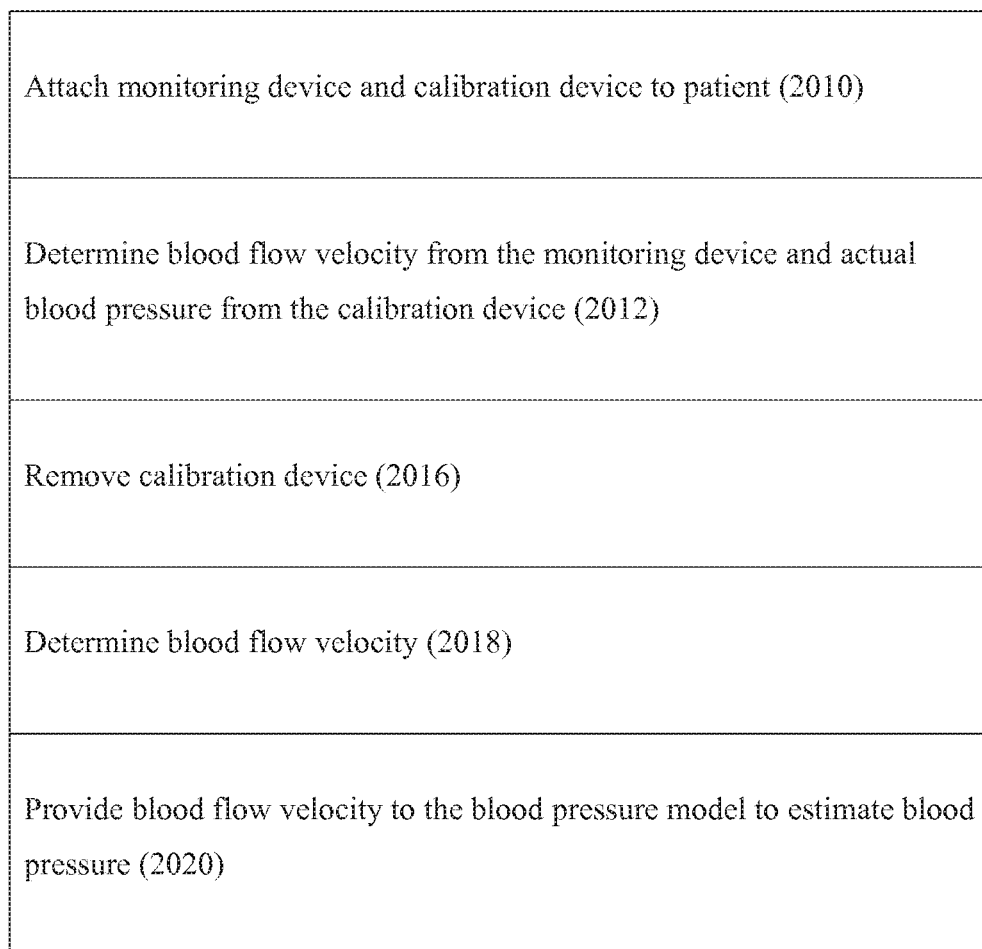 Attach monitoring device and calibration device to patient (2010)
Determine blood flow velocity from the monitoring device and actual
blood pressure from the calibration device (2012)
Remove calibration device (2016)
Determine blood flow velocity (2018)
Provide blood flow velocity to the blood pressure model to estimate blood
pressure (2020)